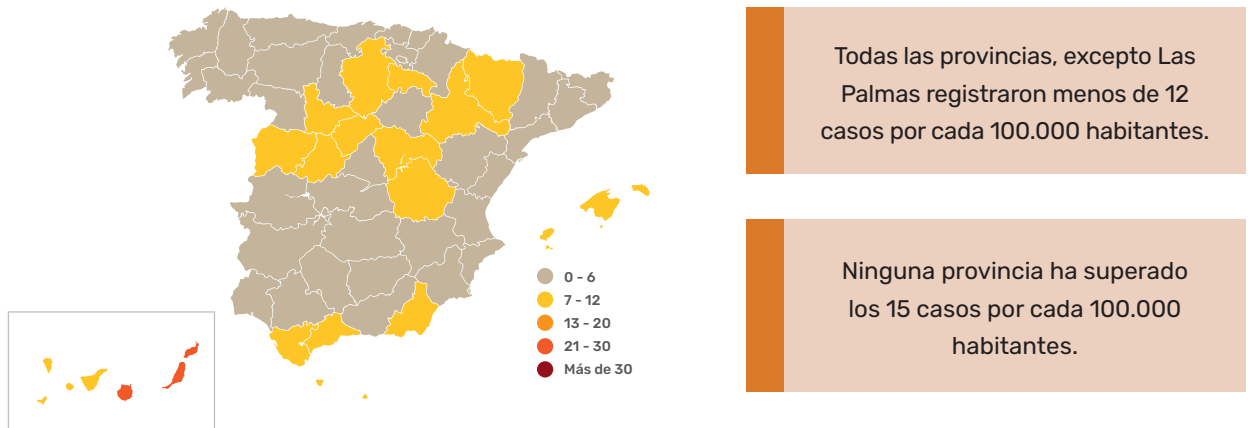 Todas las provincias, excepto Las
Palmas registraron menos de 12
casos por cada 100.000 habitantes.
Ninguna provincia ha superado
los 15 casos por cada 100.000
habitantes.
0 - 6
7 - 12
13 - 20
21 - 30
Más de 30